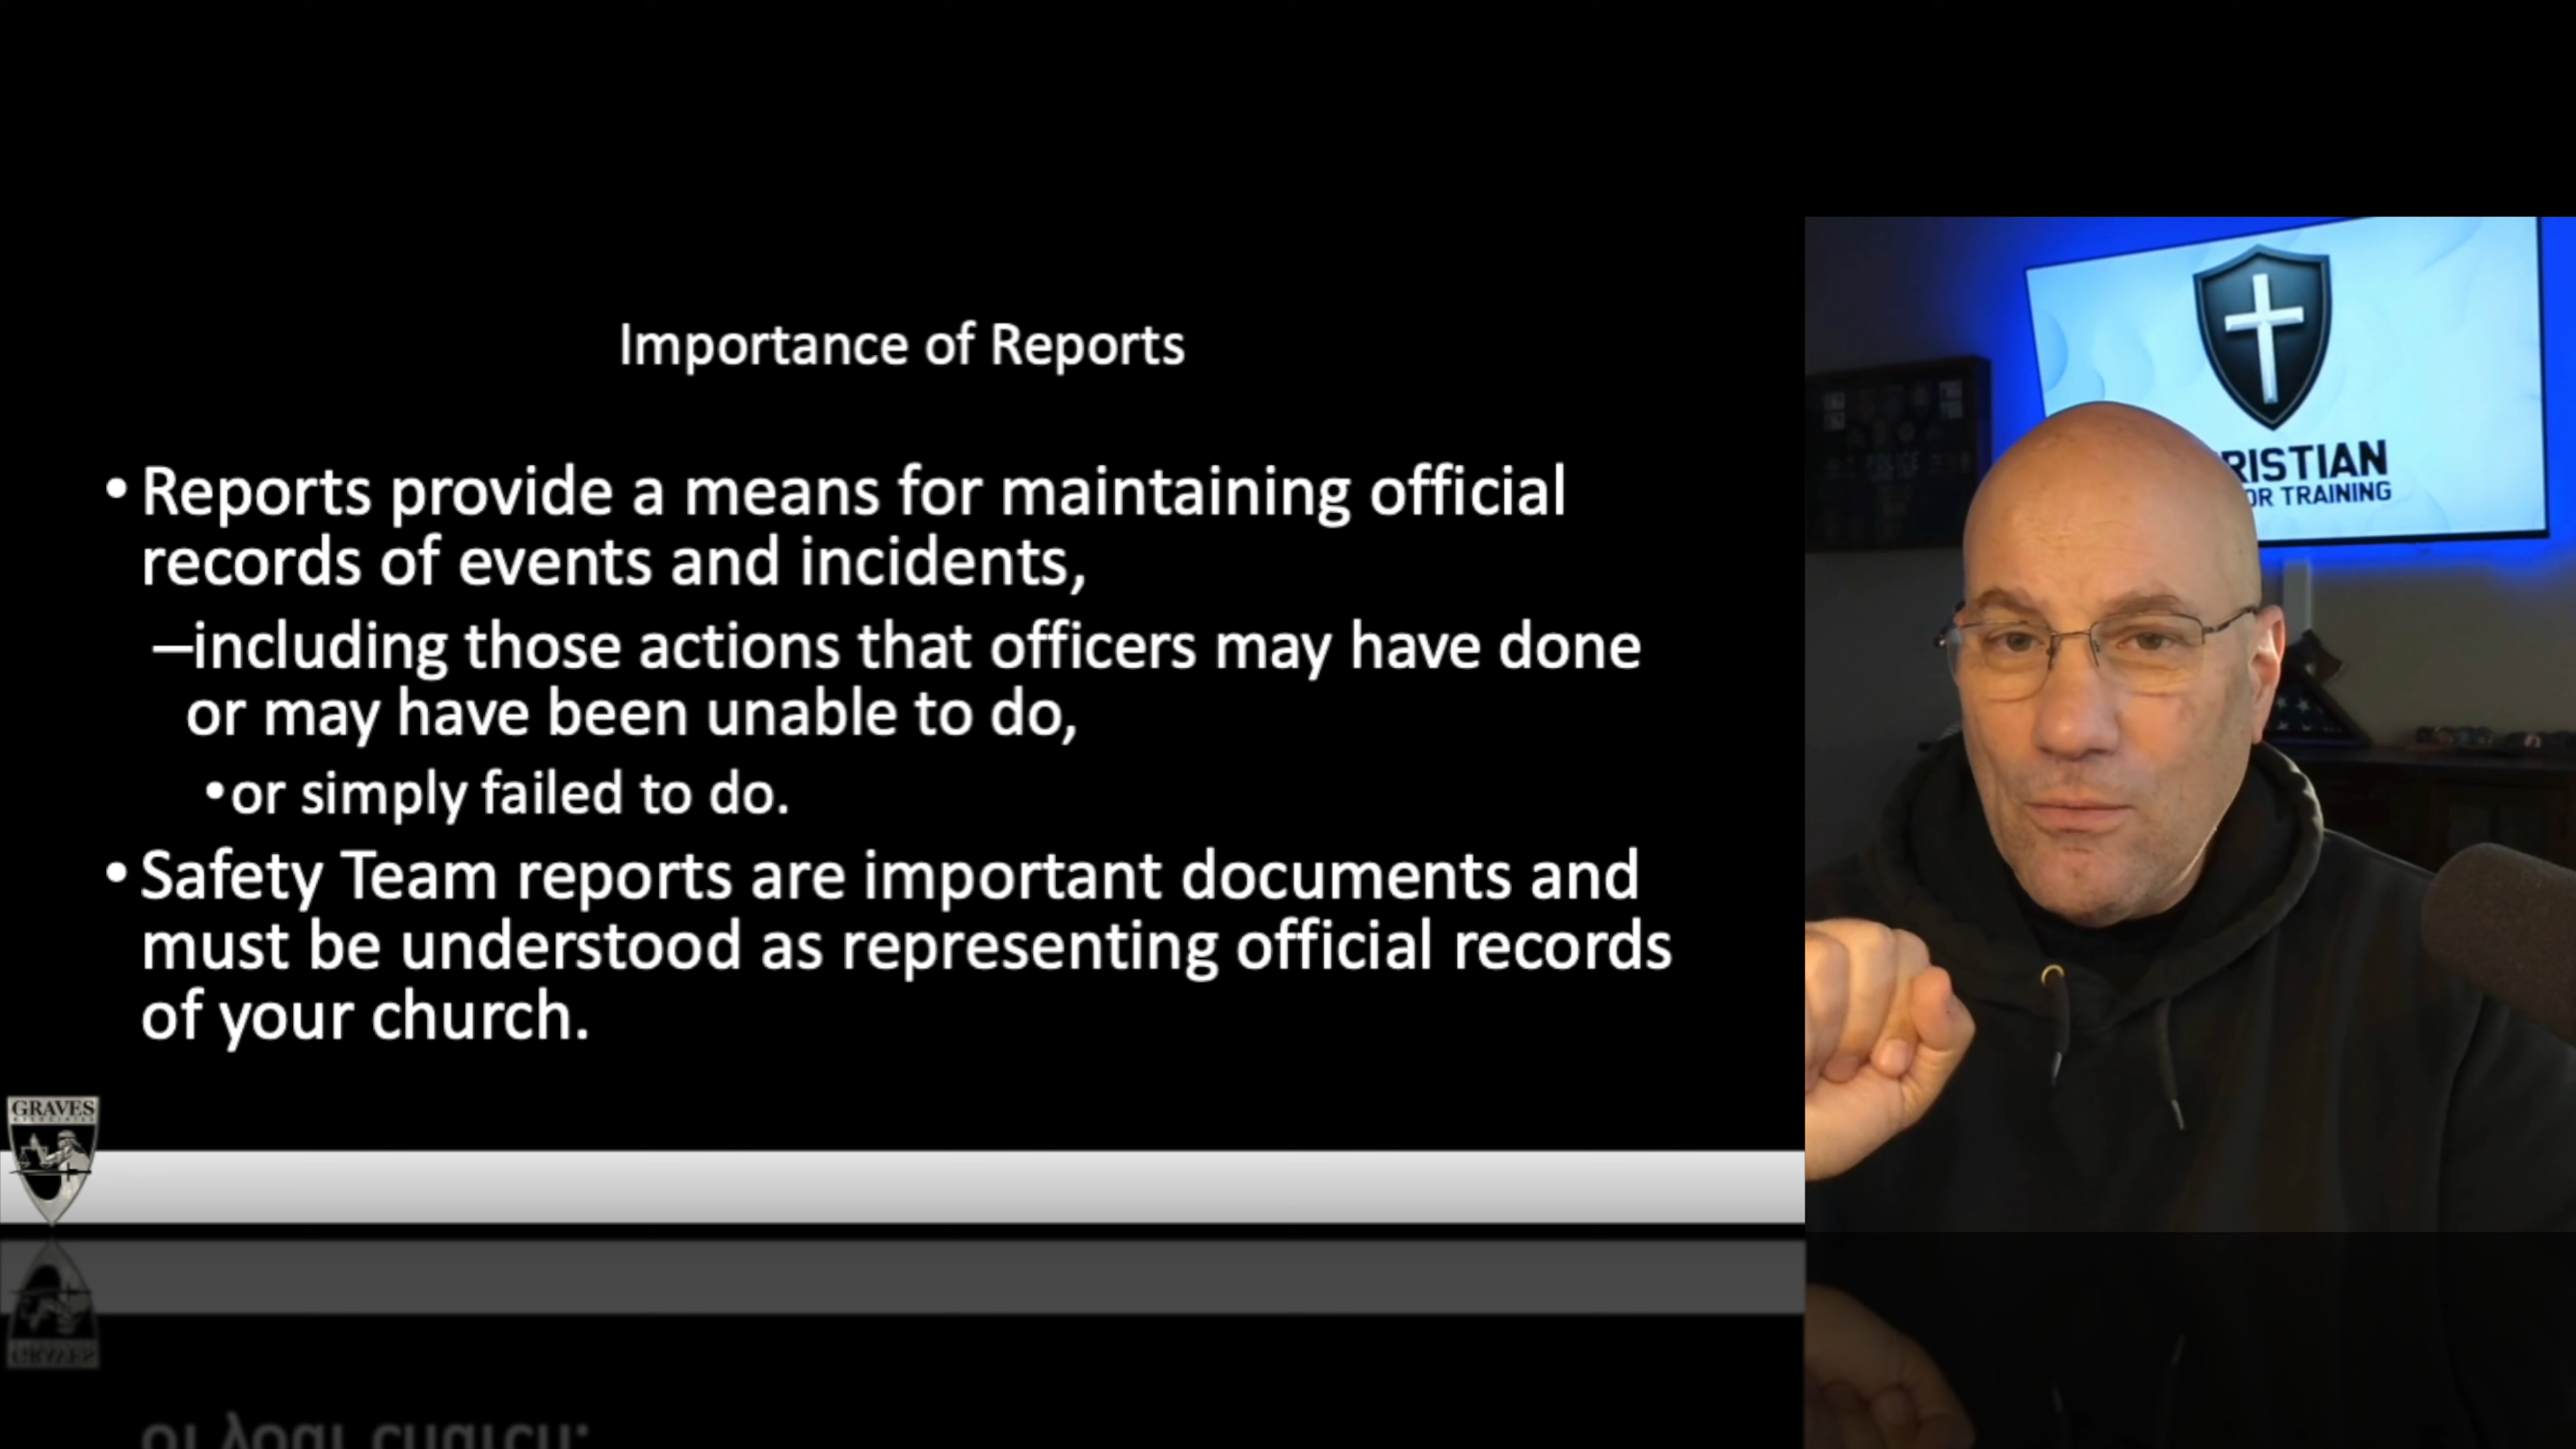 Importance of Reports
• Reports provide a means for maintaining official
records of events and incidents,
–including those actions that officers may have done
or may have been unable to do,
•or simply failed to do.
• Safety Team reports are important documents and
must be understood as representing official records
of your church.
RISTIAN
OR TRAINING
POLICE
GRAVES
ASSOCIATES